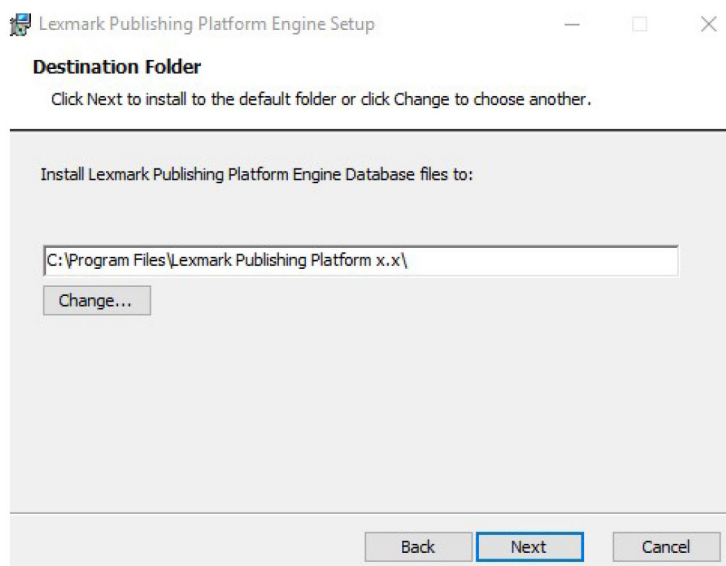 Lexmark Publishing Platform Engine Setup
Destination Folder
Click Next to install to the default folder or click Change to choose another.
Install Lexmark Publishing Platform Engine Database files to:
C:\Program Files\Lexmark Publishing Platform x.x\
Change...
Back Next Cancel